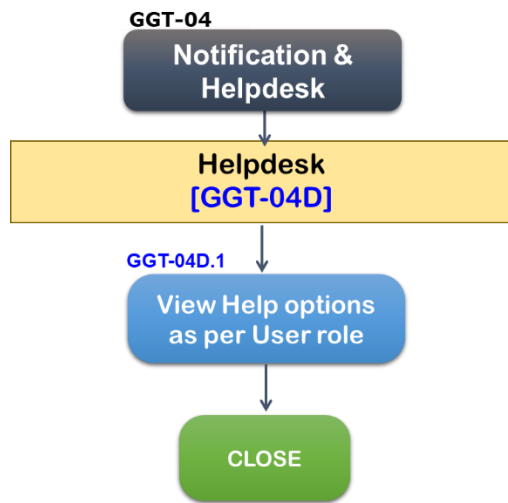 GGT-04
Notification &
Helpdesk
Helpdesk
[GGT-04D]
GGT-04D.1
View Help options
as per User role
CLOSE